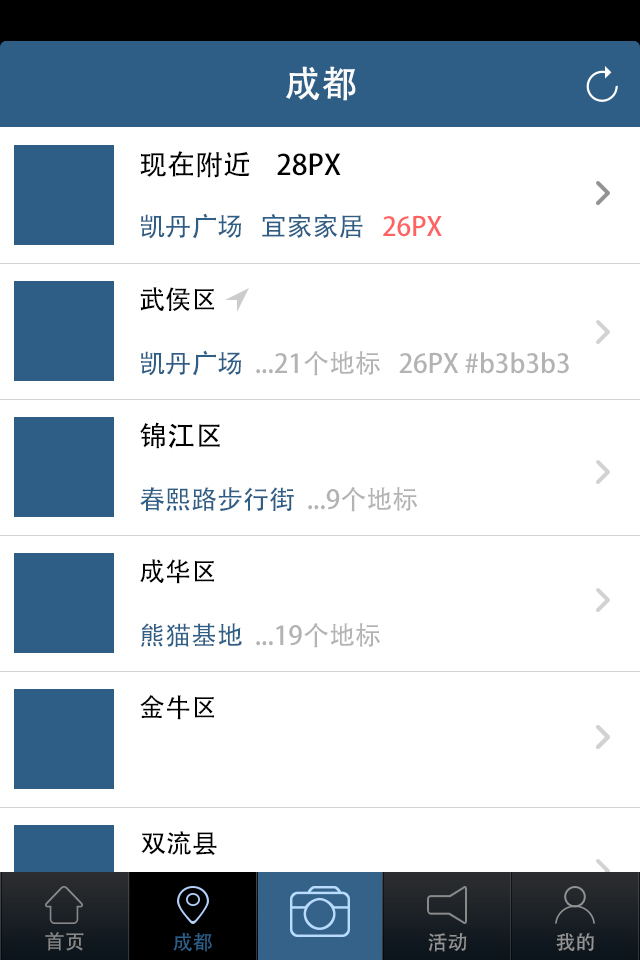 成都
现在附近 28PX
凯丹广场 宜家家居 26PX
武侯区
凯丹广场 ...21个地标 26PX #b3b3b3
锦江区
春熙路步行街 ...9个地标
成华区
熊猫基地 ...19个地标
金牛区
双流县
首页 成都 活动 我的